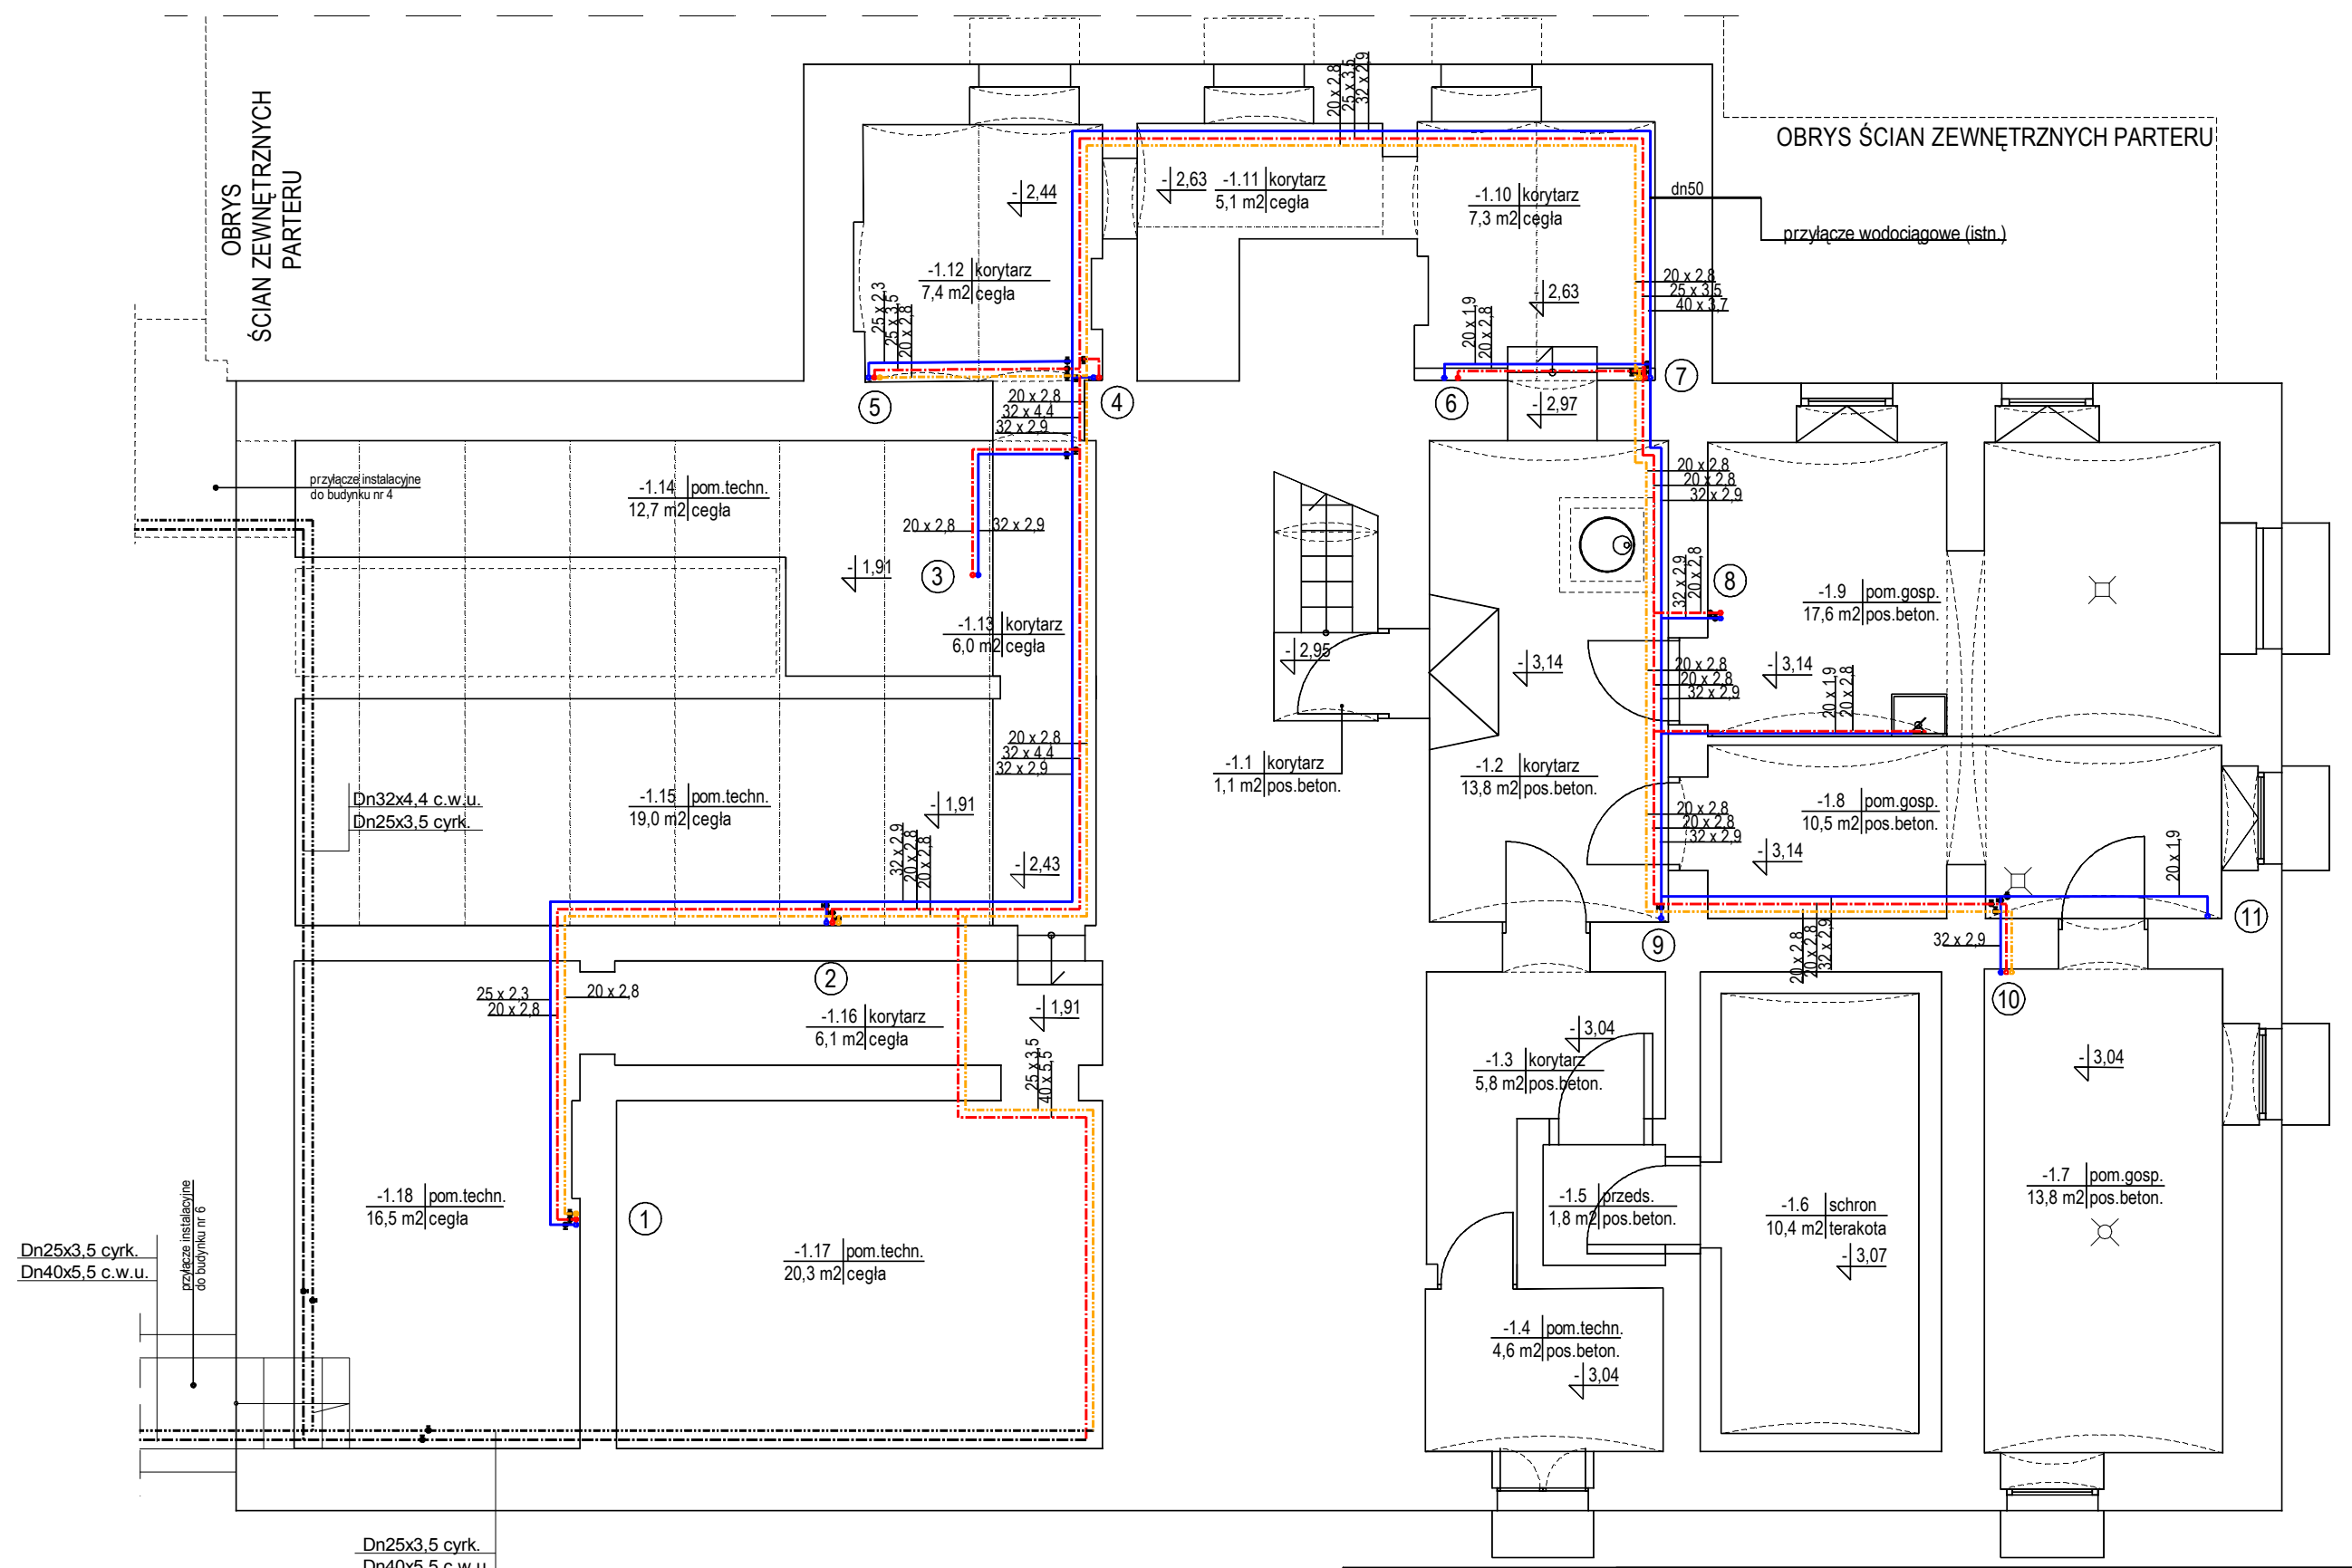 OBRYS
ŚCIAN ZEWNĘTRZNYCH
PARTERU
OBRYS ŚCIAN ZEWNĘTRZNYCH PARTERU
20 x 2,8
25 x 3,5
32 x 2,9
- 2,44
- 2,63
-1.11 korytarz
5,1 m2 cegła
-1.10 korytarz
7,3 m2 cegła
dn50
przyłącze wodociągowe (istn.)
-1.12 korytarz
7,4 m2 cegła
- 2,63
20 x 2,8
25 x 3,5
40 x 3,7
25 x 2,3
25 x 3,5
20 x 2,8
20 x 1,9
20 x 2,8
5
4
6
7
20 x 2,8
32 x 4,4
32 x 2,9
- 2,97
przyłącze instalacyjne
do budynku nr 4
-1.14 pom.techn.
12,7 m2 cegła
20 x 2,8
20 x 2,8
32 x 2,9
20 x 2,8
32 x 2,9
- 1,91
3
32 x 2,9
20 x 2,8
8
-1.9 pom.gosp.
17,6 m2 pos.beton.
-1.13 korytarz
6,0 m2 cegła
- 2,95
- 3,14
20 x 2,8
20 x 2,8
32 x 2,9
- 3,14
20 x 1,9
20 x 2,8
20 x 2,8
32 x 4,4
32 x 2,9
-1.1 korytarz
1,1 m2 pos.beton.
-1.2 korytarz
13,8 m2 pos.beton.
Dn32x4,4 c.w.u.
Dn25x3,5 cyrk.
-1.15 pom.techn.
19,0 m2 cegła
- 1,91
-1.8 pom.gosp.
10,5 m2 pos.beton.
20 x 2,8
20 x 2,8
32 x 2,9
32 x 2,9
20 x 2,8
20 x 2,8
- 2,43
- 3,14
20 x 1,9
11
9
2
25 x 2,3
20 x 2,8
20 x 2,8
20 x 2,8
20 x 2,8
32 x 2,9
32 x 2,9
10
-1.16 korytarz
6,1 m2 cegła
- 1,91
25 x 3,5
40 x 5,5
- 3,04
-1.3 korytarz
5,8 m2 pos.beton.
- 3,04
-1.18 pom.techn.
16,5 m2 cegła
1
-1.5 przeds.
1,8 m2 pos.beton.
-1.6 schron
10,4 m2 terakota
- 3,07
-1.7 pom.gosp.
13,8 m2 pos.beton.
przyłącze instalacyjne
do budynku nr 6
Dn25x3,5 cyrk.
Dn40x5,5 c.w.u.
-1.17 pom.techn.
20,3 m2 cegła
-1.4 pom.techn.
4,6 m2 pos.beton.
- 3,04
Dn25x3,5 cyrk.
Dn40x5,5 c.w.u.